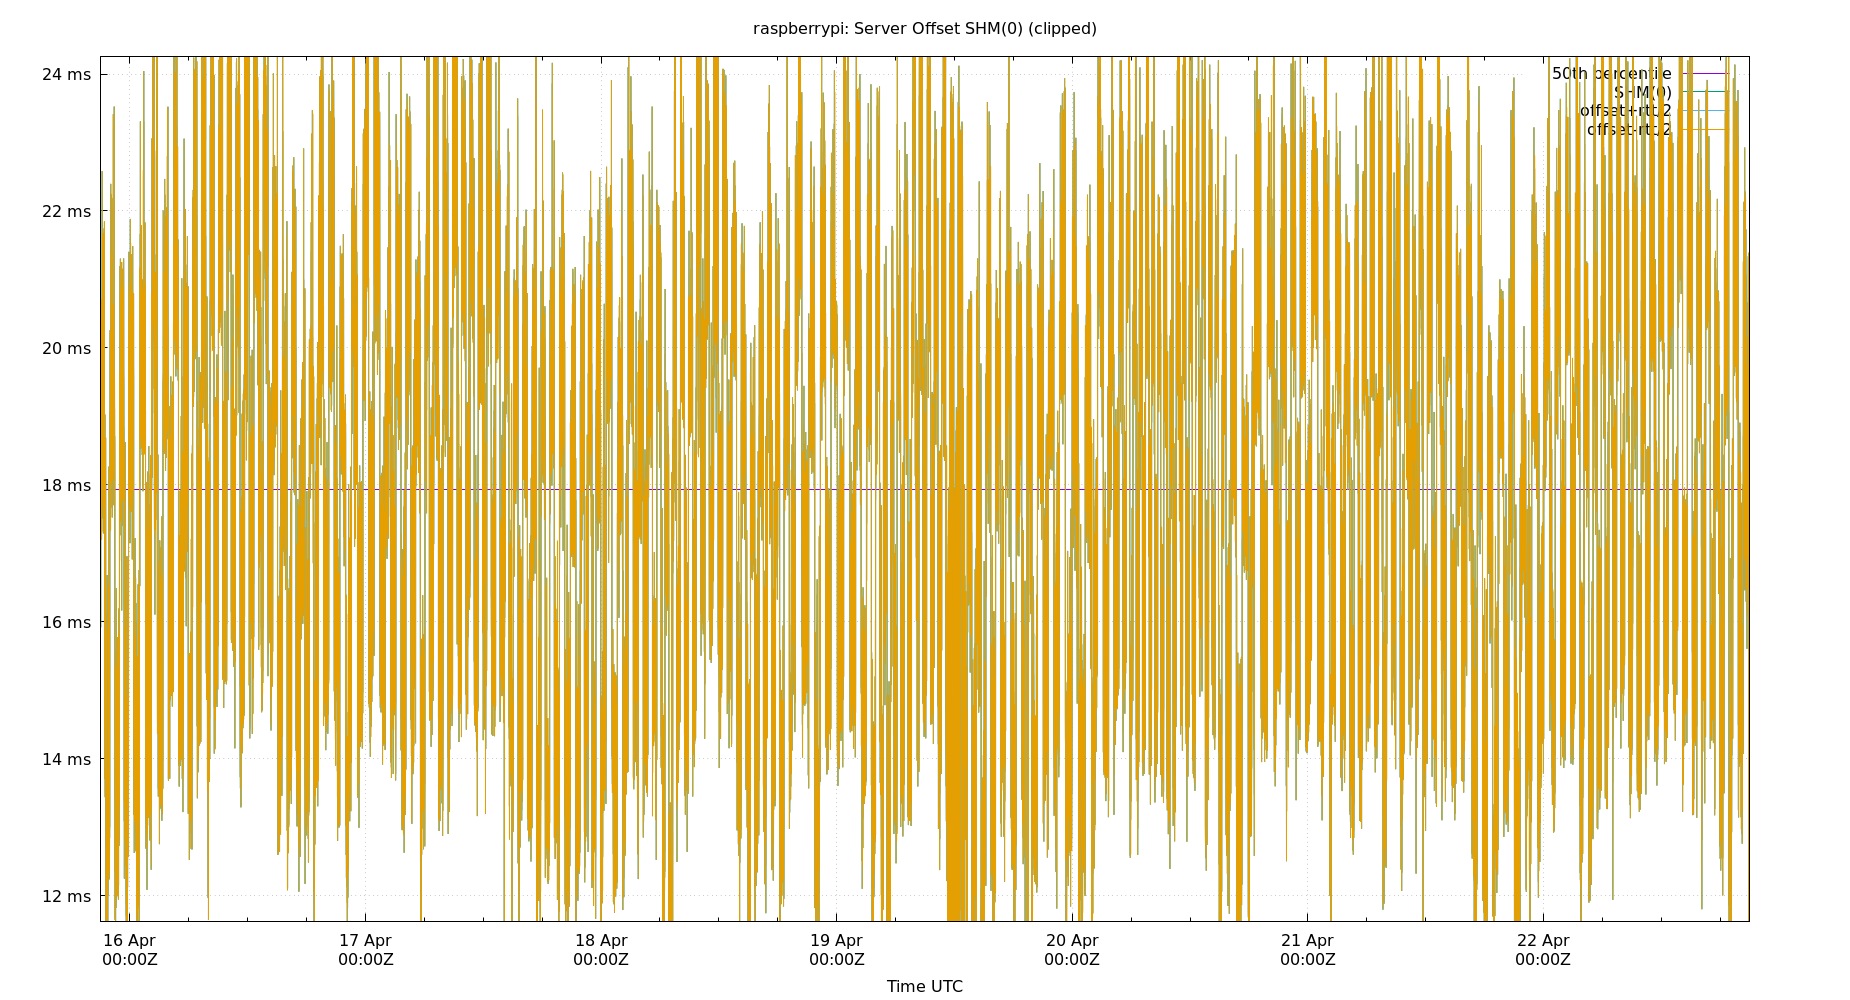 raspberrypi: Server Offset SHM(0) (clipped)
24 ms
50th percentile
SHM(0)
offset+rtt/2
offset-rtt/2
22 ms
20 ms
18 ms
16 ms
14 ms
12 ms
16 Apr 17 Apr 18 Apr 19 Apr 20 Apr 21 Apr 22 Apr
00:00Z 00:00Z 00:00Z 00:00Z 00:00Z 00:00Z 00:00Z
Time UTC